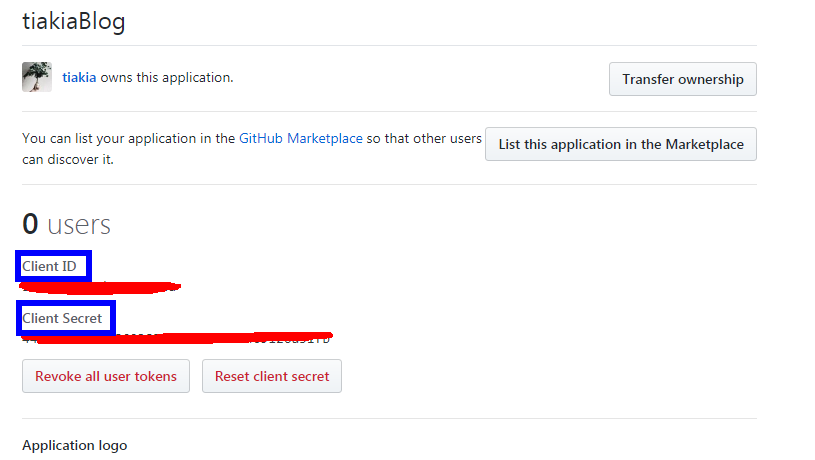 tiakiaBlog
tiakia owns this application.
Transfer ownership
You can list your application in the GitHub Marketplace so that other users
can discover it.
List this application in the Marketplace
0 users
Client ID
Client Secret
Revoke all user tokens
Reset client secret
Application logo